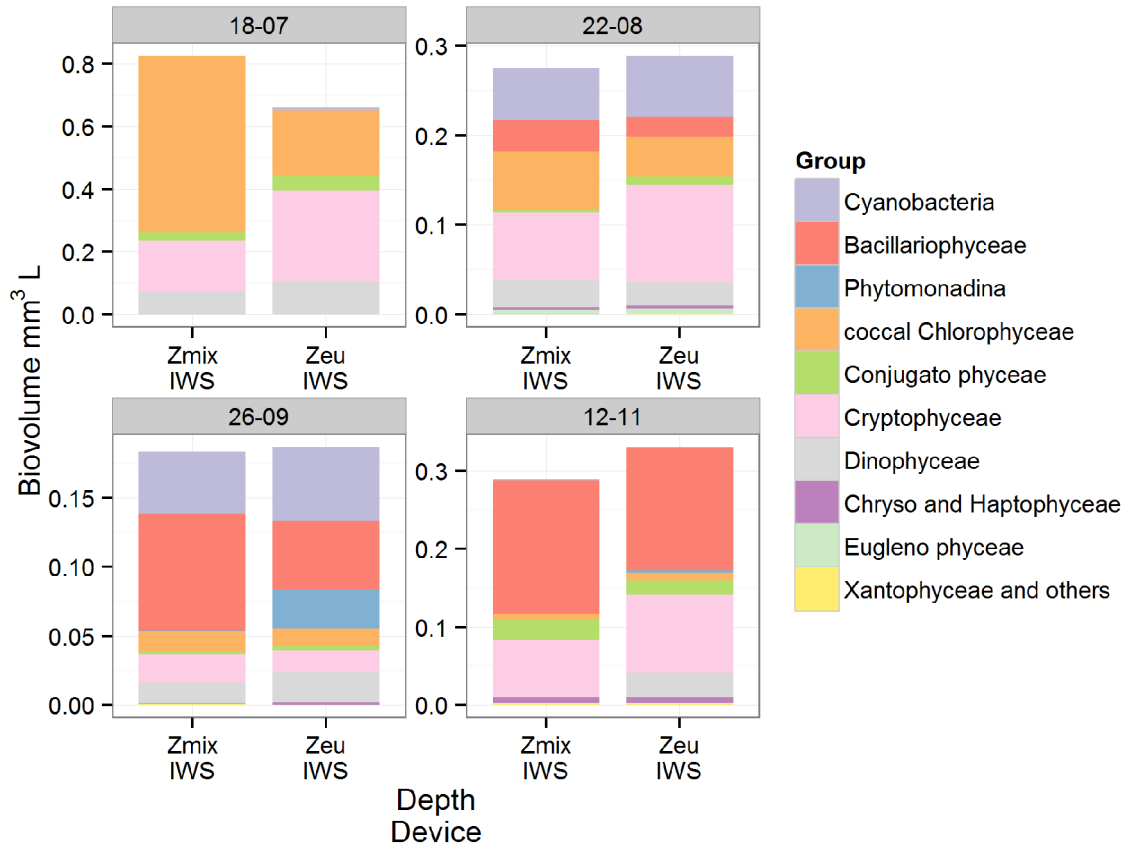 18-07
22-08
0.8
0.6
0.4
0.2
0.0
0.3
0.2
0.1
0.0
Zmix
IWS
Zeu
IWS
Zmix
IWS
Zeu
IWS
26-09
12-11
0.15
0.10
0.05
0.00
0.3
0.2
0.1
0.0
Zmix
IWS
Zeu
IWS
Zmix
IWS
Zeu
IWS
Biovolume mm³ L
Depth
Device
Group
Cyanobacteria
Bacillariophyceae
Phytomonadina
coccal Chlorophyceae
Conjugato phyceae
Cryptophyceae
Dinophyceae
Chryso and Haptophyceae
Eugleno phyceae
Xantophyceae and others